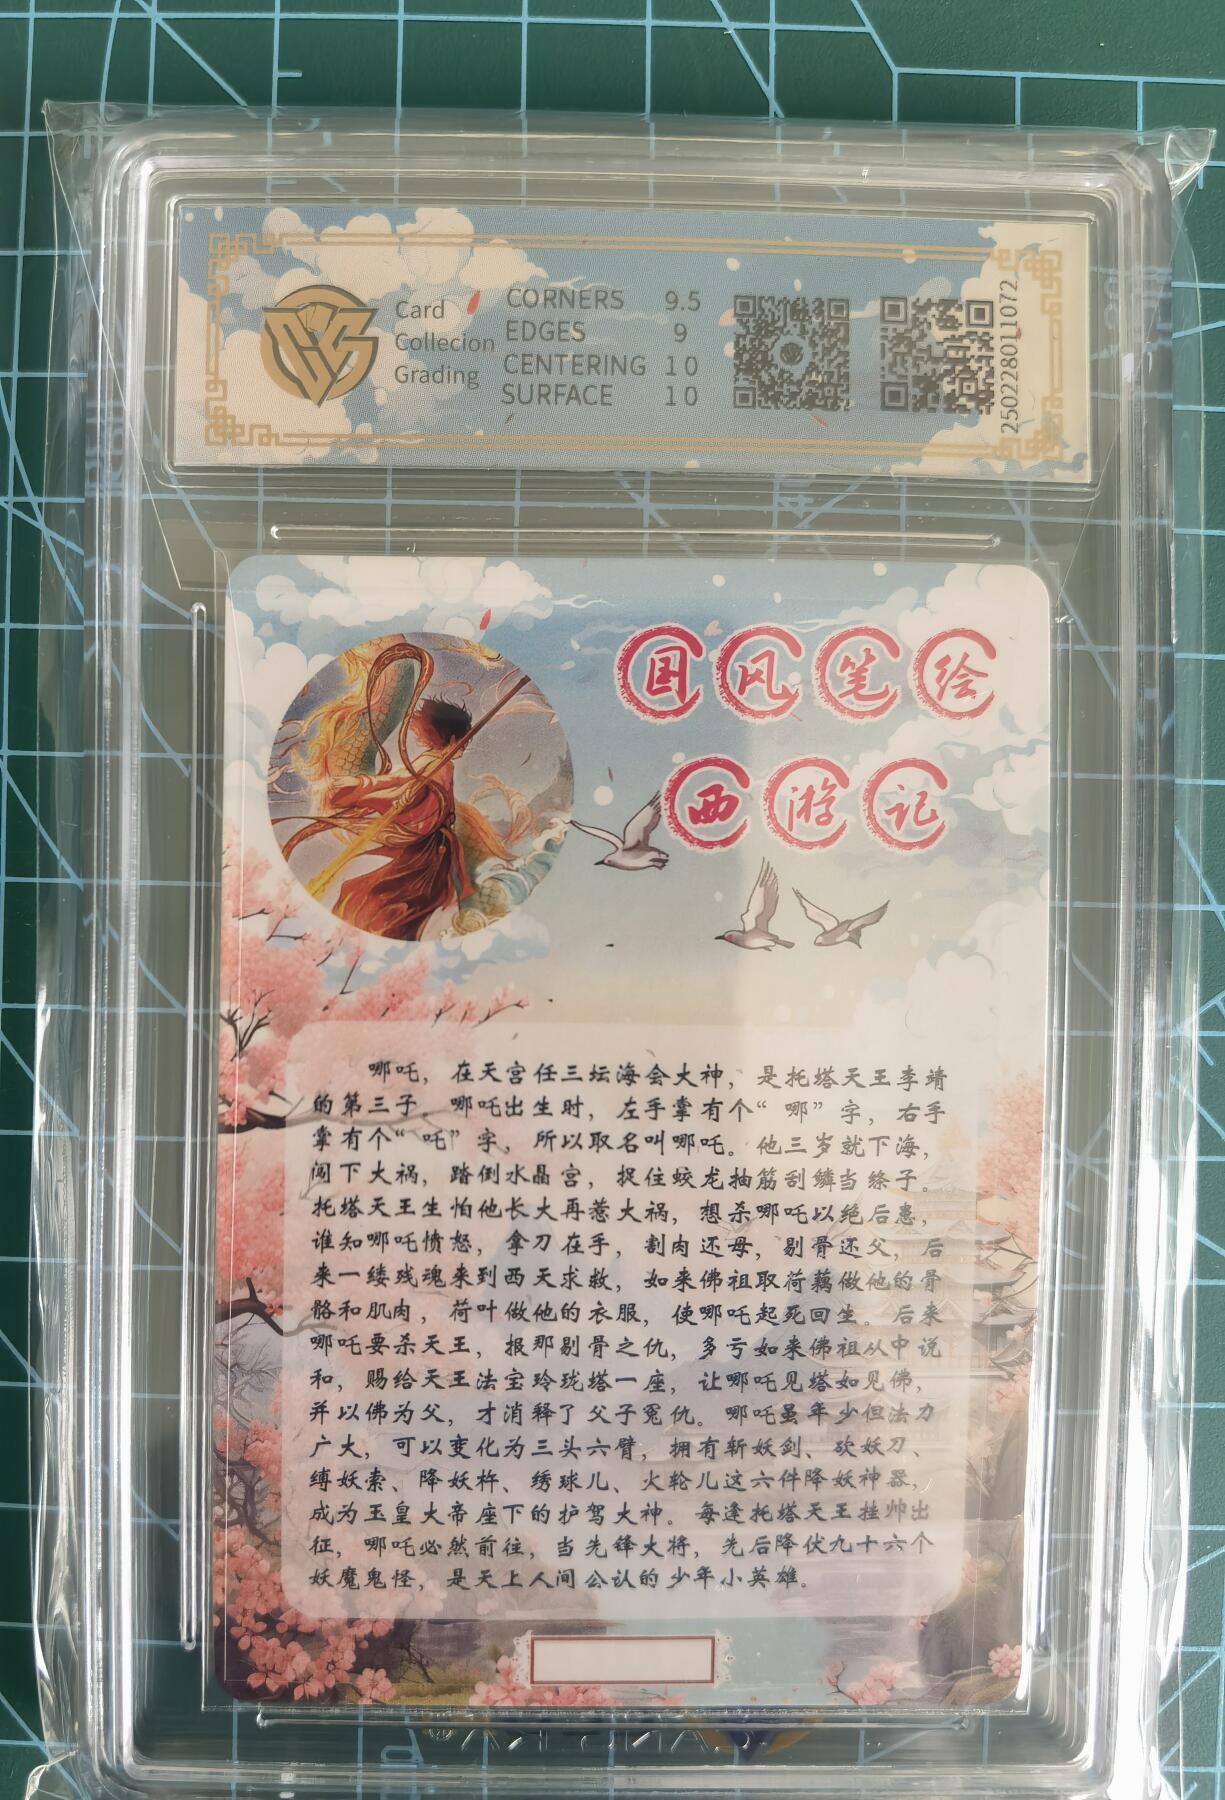 Card
Collecion
Grading
CORNERS 9.5
EDGES 9
CENTERING 10
SURFACE 10
2502280111072
国风笔绘
西游记
哪吒，在天宫任三坛海会大神，是托塔天王李靖
的第三子。哪吒出生时，左手掌有个“哪”字，右手
掌有个“吒”字，所以取名叫哪吒。他三岁就下海，
闯下大祸，踏倒水晶宫，捉住蛟龙抽筋刮鳞当绦子。
托塔天王生怕他长大再惹大祸，想杀哪吒以绝后患，
谁知哪吒愤怒，拿刀在手，割肉还母，剔骨还父，后
来一缕残魂来到西天求救，如来佛祖取荷藕做他的骨
骼和肌肉，荷叶做他的衣服，使哪吒起死回生。后来
哪吒要杀天王，报那剔骨之仇，多亏如来佛祖从中说
和，赐给天王法宝玲珑塔一座，让哪吒见塔如见佛，
并以佛为父，才消释了父子冤仇。哪吒虽年少但法力
广大，可以变化为三头六臂，拥有斩妖剑、砍妖刀、
缚妖索、降妖杵、绣球儿、火轮儿这六件降妖神器，
成为玉皇大帝座下的护驾大神。每逢托塔天王挂帅出
征，哪吒必然前往，当先锋大将，先后降伏九十六个
妖魔鬼怪，是天上人间公认的少年小英雄。